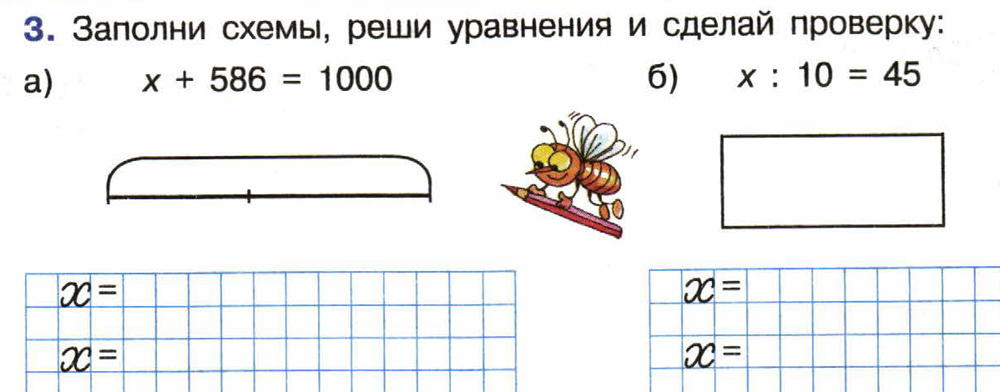 3. Заполни схемы, реши уравнения и сделай проверку:
а) x + 586 = 1000
б) x : 10 = 45
x =
x =
x =
x =